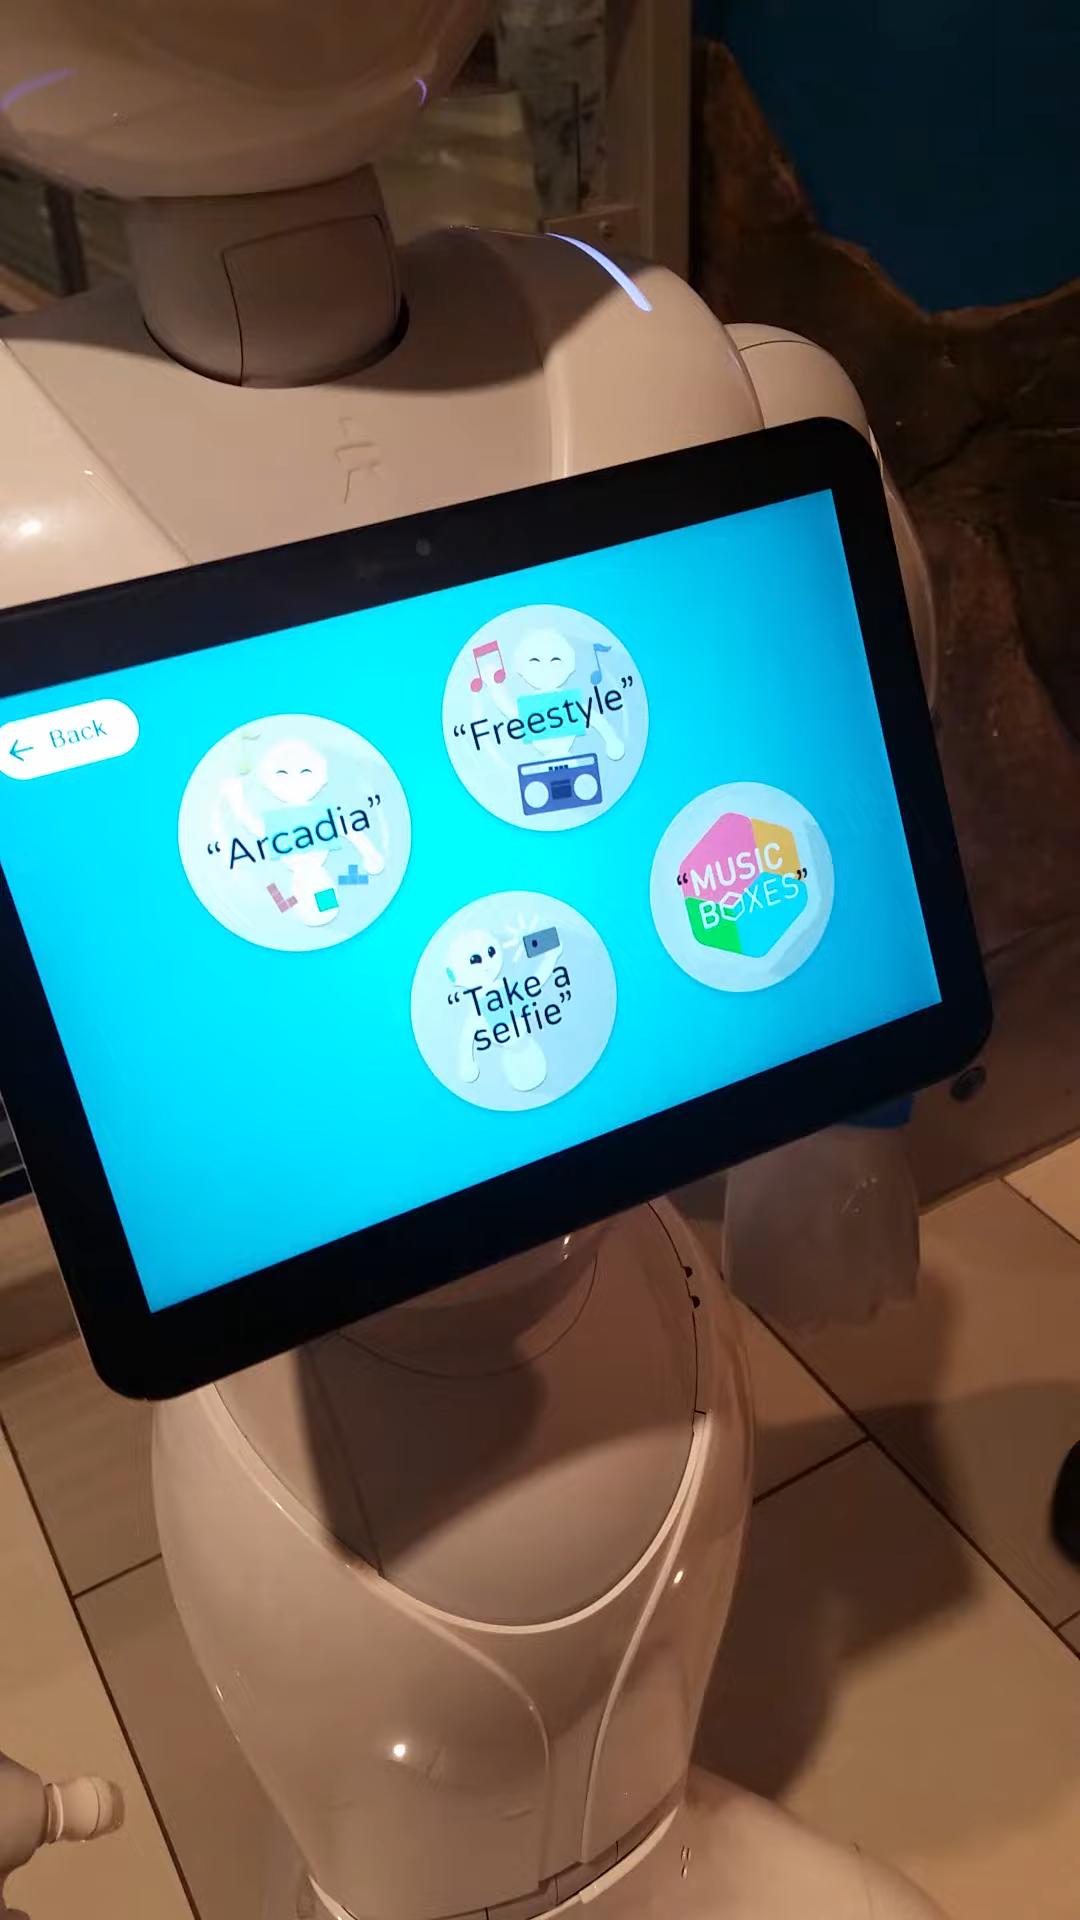 ← Back
“Arcadia”
“Freestyle”
“MUSIC
BOXES”
“Take a
selfie”